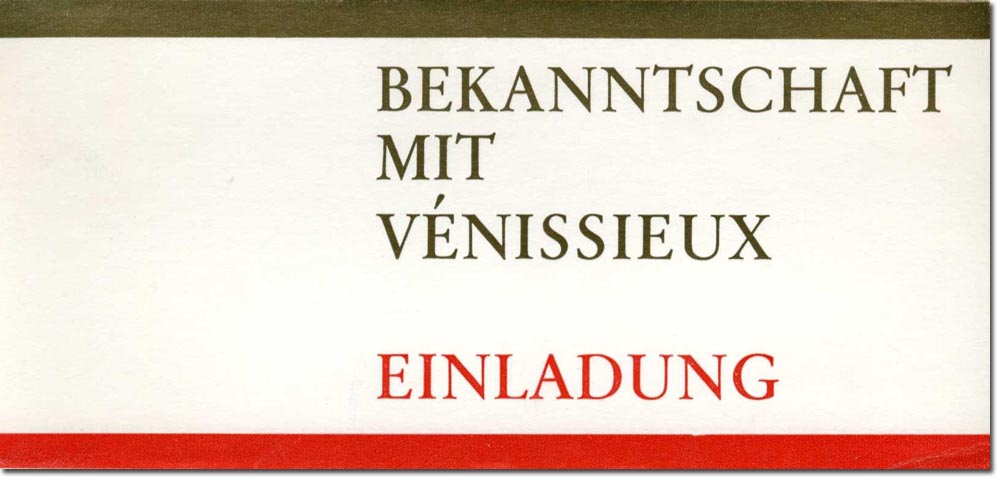 BEKANNTSCHAFT
MIT
VÉNISSIEUX
EINLADUNG